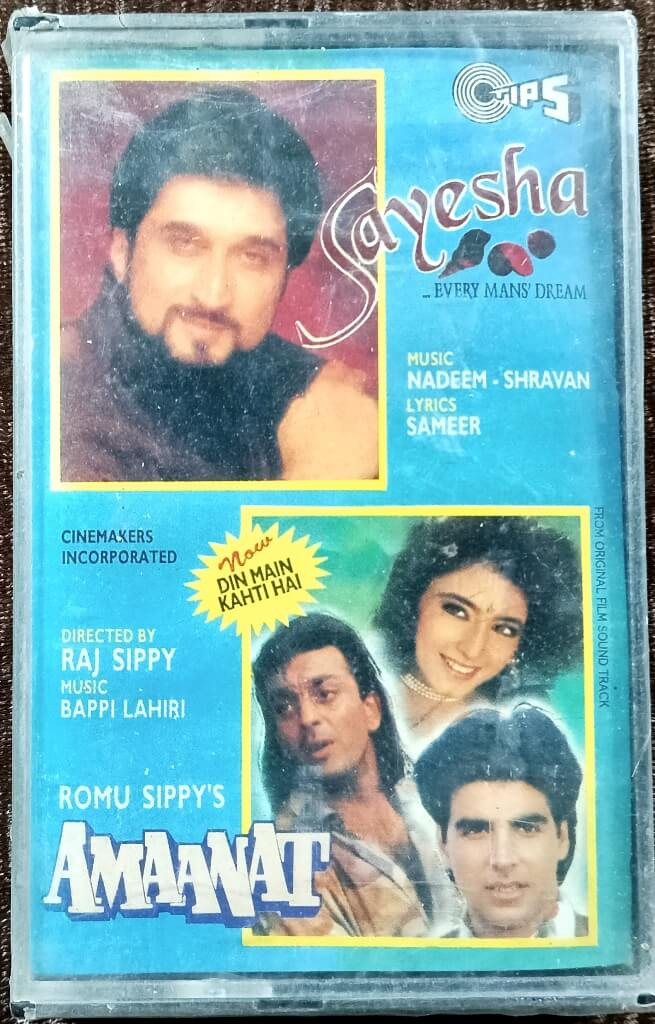 TIPS
Sayesha
... EVERY MANS' DREAM
MUSIC
NADEEM - SHRAVAN
LYRICS
SAMEER
CINEMAKERS
INCORPORATED
Now
DIN MAIN
KAHTI HAI
DIRECTED BY
RAJ SIPPY
MUSIC
BAPPI LAHIRI
ROMU SIPPY'S
AMAANAT
FROM ORIGINAL FILM SOUND TRACK